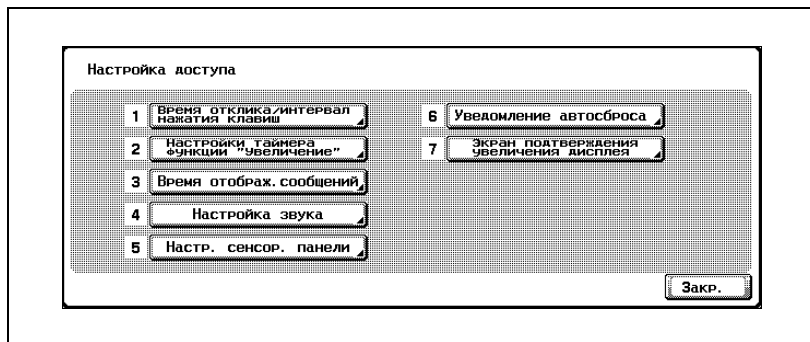 Настройка доступа
1 Время отклика/интервал
нажатия клавиш
2 Настройки таймера
функции "Увеличение"
3 Время отображ.сообщений
4 Настройка звука
5 Настр. сенсор. панели
6 Уведомление автосброса
7 Экран подтверждения
увеличения дисплея
Закр.